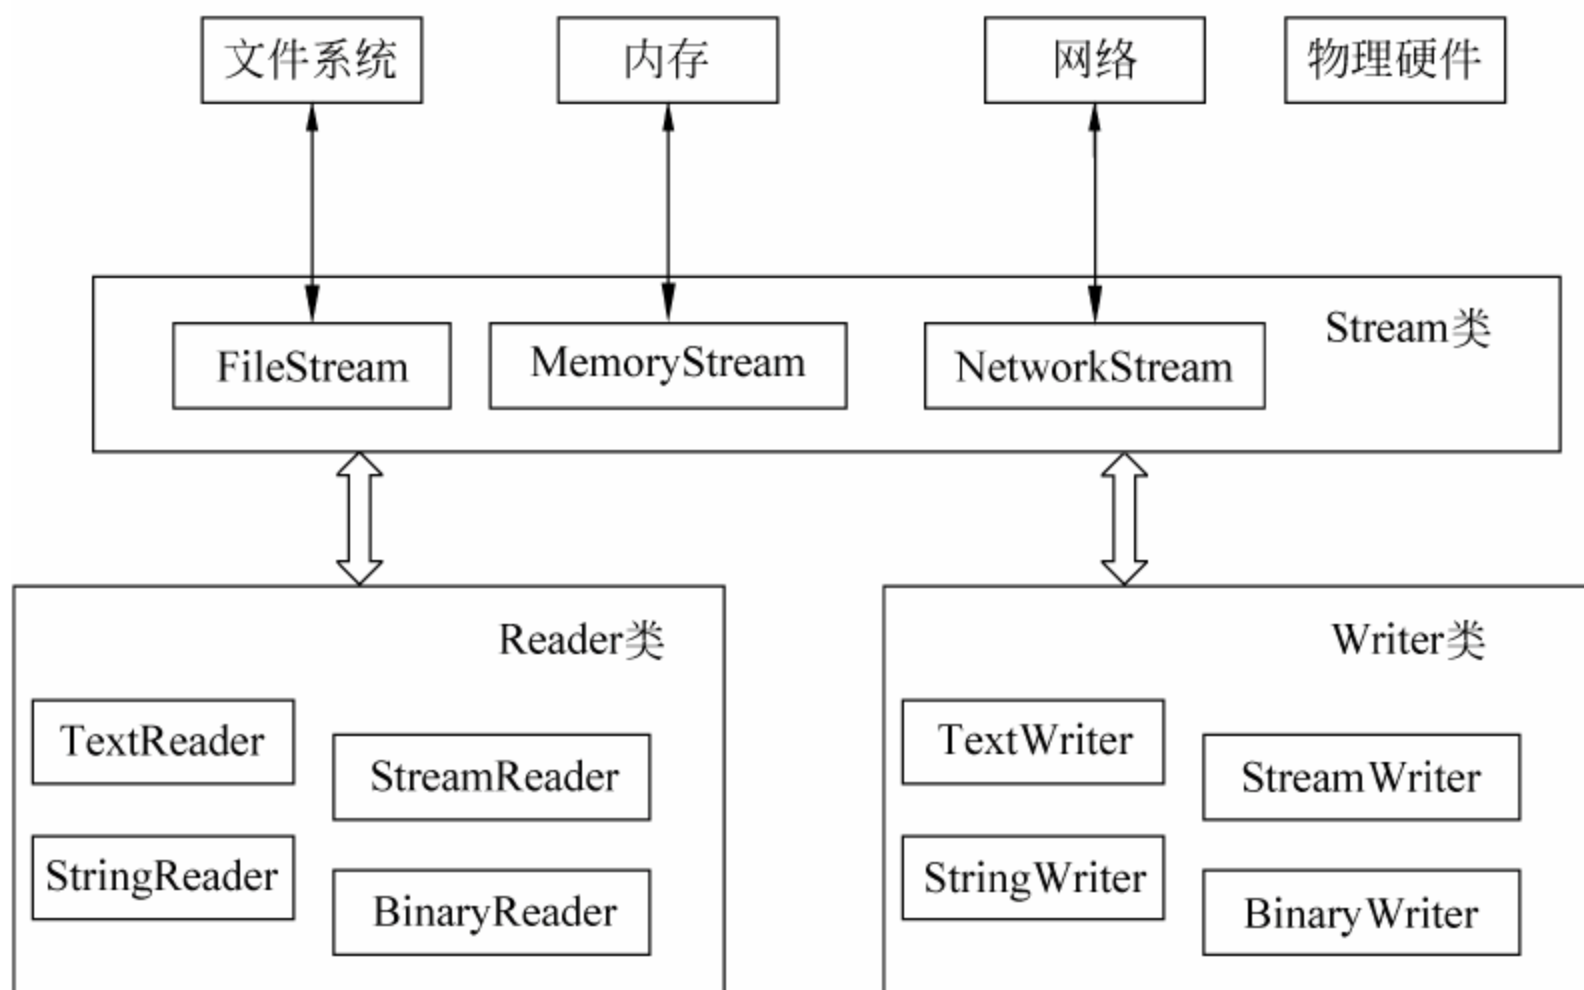 文件系统
内存
网络
物理硬件
Stream类
FileStream
MemoryStream
NetworkStream
Reader类
TextReader
StreamReader
StringReader
BinaryReader
Writer类
TextWriter
StreamWriter
StringWriter
BinaryWriter